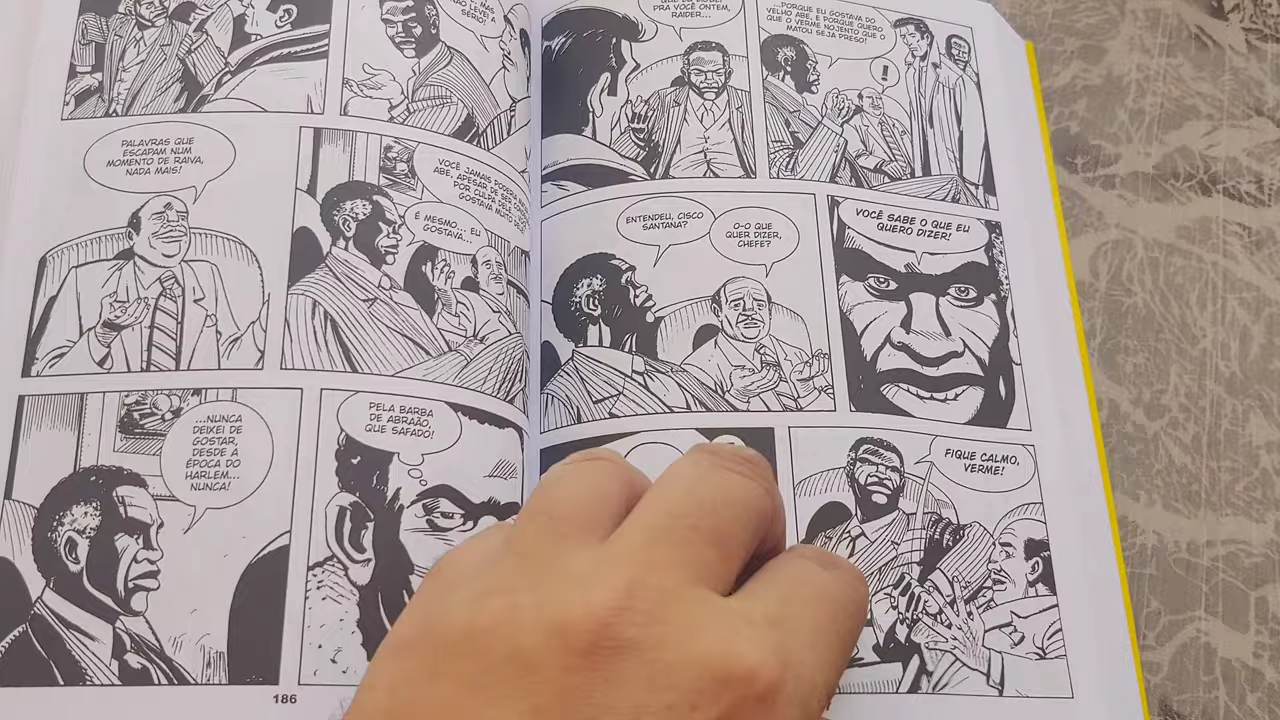 MAS
NÃO LEVEI A
SÉRIO!
PALAVRAS QUE
ESCAPAM NUM
MOMENTO DE RAIVA,
NADA MAIS!
VOCÊ JAMAIS PODERIA
ABE, APESAR DE SER
POR CULPA DELE
GOSTAVA MUITO
É MESMO... EU
GOSTAVA...
...NUNCA
DEIXEI DE
GOSTAR,
DESDE A
ÉPOCA DO
HARLEM...
NUNCA!
PELA BARBA
DE ABRAÃO,
QUE SAFADO!
186
PRA VOCÊ ONTEM,
RAIDER...
...PORQUE EU GOSTAVA DO
VELHO ABE, E PORQUE QUERO
QUE O VERME NOJENTO QUE O
MATOU SEJA PRESO!
!
ENTENDEU, CISCO
SANTANA?
O-O QUE
QUER DIZER,
CHEFE?
VOCÊ SABE O QUE EU
QUERO DIZER!
FIQUE CALMO,
VERME!